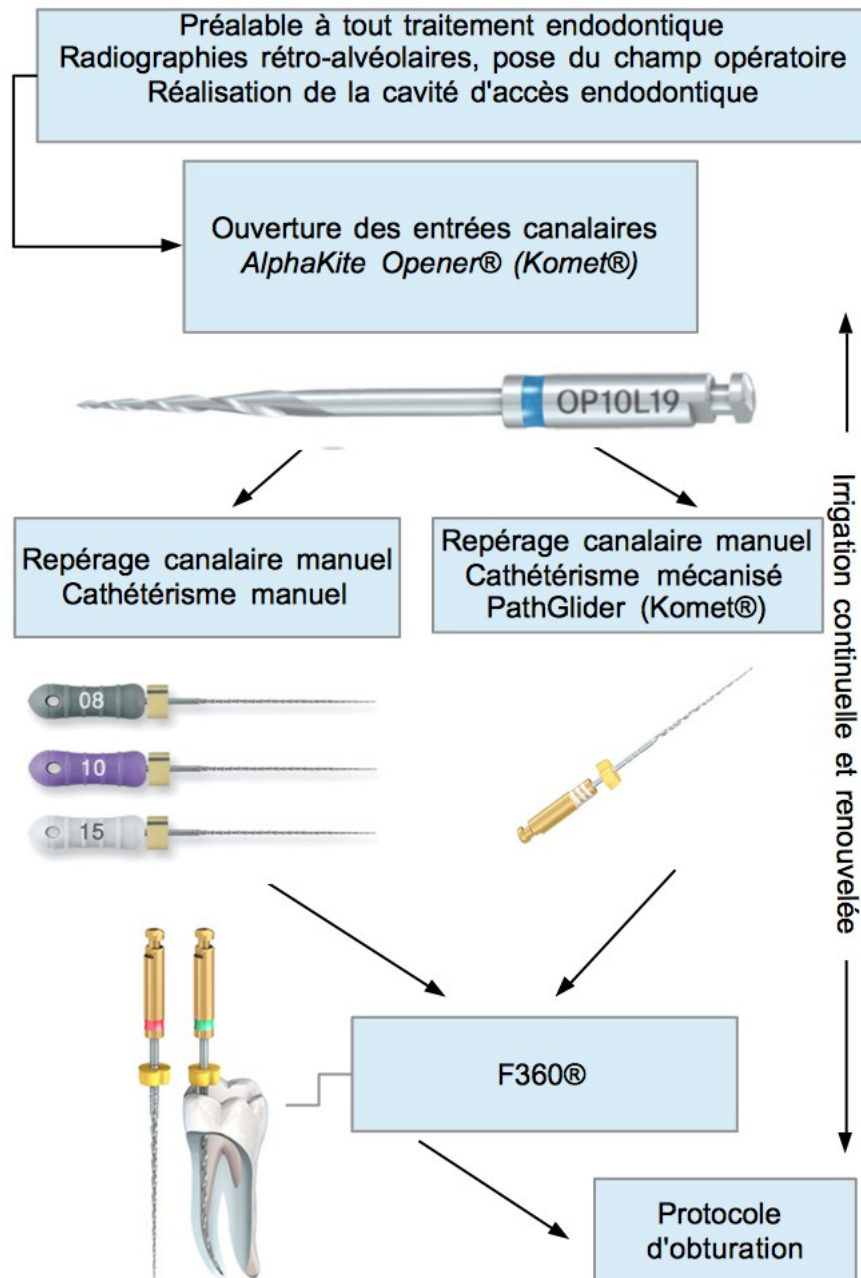 Préalable à tout traitement endodontique
Radiographies rétro-alvéolaires, pose du champ opératoire
Réalisation de la cavité d'accès endodontique
Ouverture des entrées canalaires
AlphaKite Opener® (Komet®)
OP10L19
Repérage canalaire manuel
Cathétérisme manuel
Repérage canalaire manuel
Cathétérisme mécanisé
PathGlider (Komet®)
08
10
15
Irrigation continuelle et renouvelée
F360®
Protocole
d'obturation